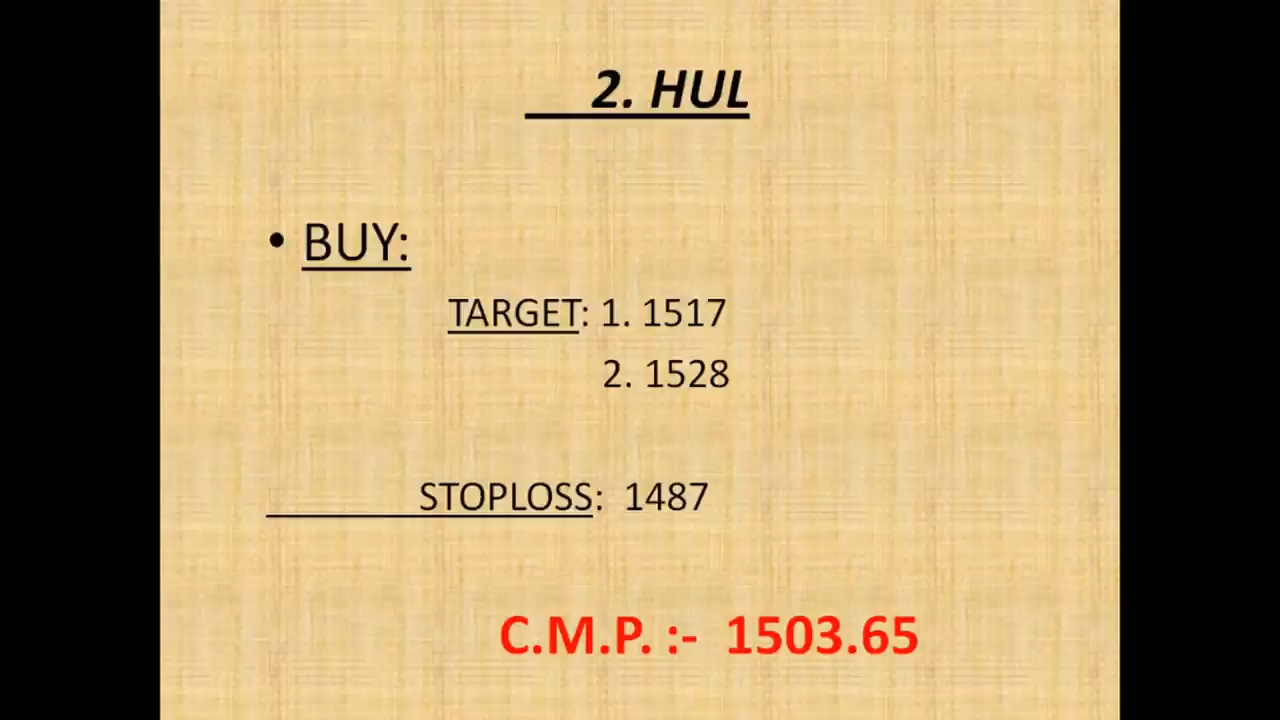 2. HUL
• BUY:
TARGET: 1. 1517
2. 1528
STOPLOSS: 1487
C.M.P. :- 1503.65